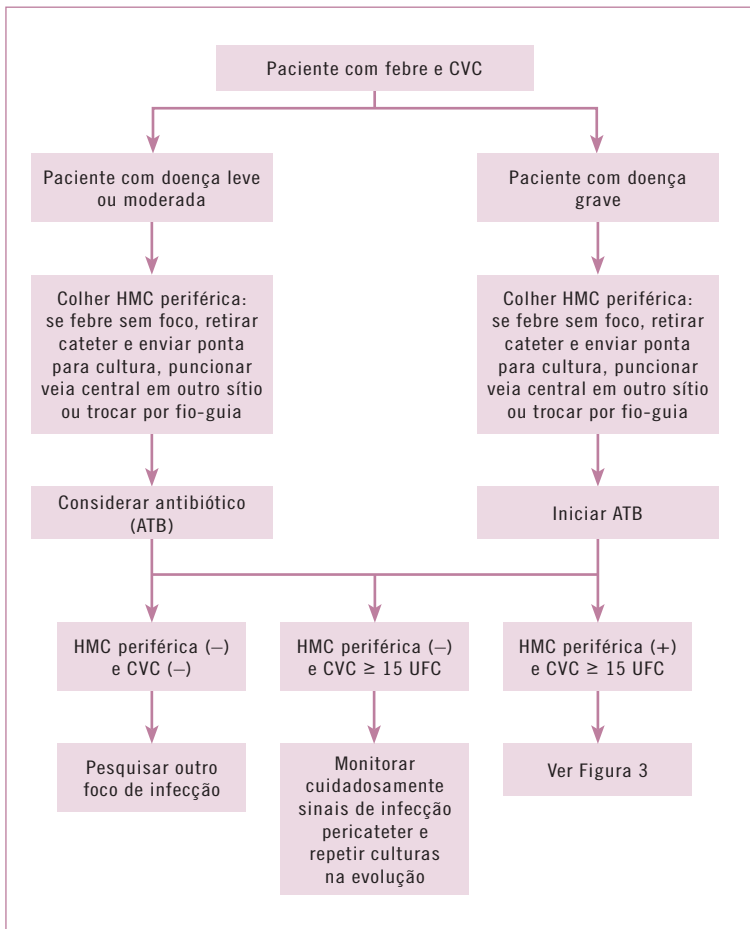 Paciente com febre e CVC
Paciente com doença leve
ou moderada
Paciente com doença
grave
Colher HMC periférica:
se febre sem foco, retirar
cateter e enviar ponta
para cultura, puncionar
veia central em outro sítio
ou trocar por fio-guia
Colher HMC periférica:
se febre sem foco, retirar
cateter e enviar ponta
para cultura, puncionar
veia central em outro sítio
ou trocar por fio-guia
Considerar antibiótico
(ATB)
Iniciar ATB
HMC periférica (–)
e CVC (–)
HMC periférica (–)
e CVC ≥ 15 UFC
HMC periférica (+)
e CVC ≥ 15 UFC
Pesquisar outro
foco de infecção
Monitorar
cuidadosamente
sinais de infecção
pericateter e
repetir culturas
na evolução
Ver Figura 3